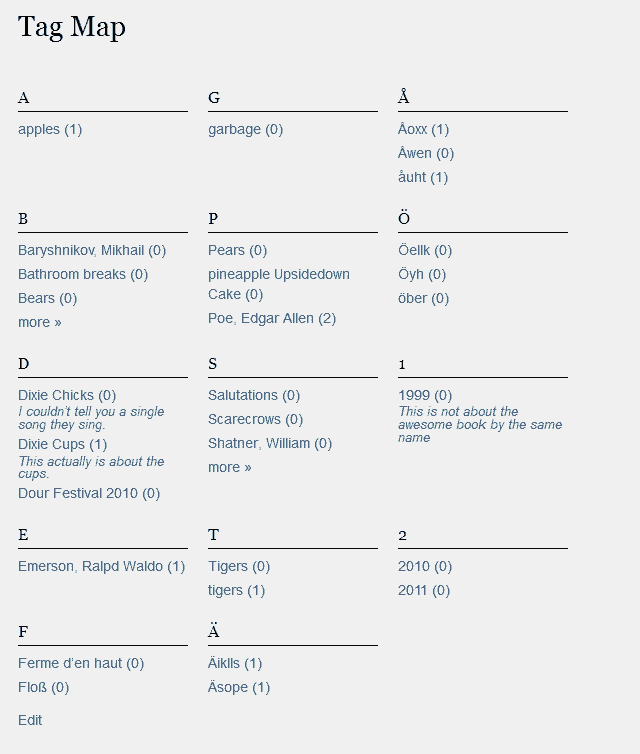 Tag Map
A
apples (1)
B
Baryshnikov, Mikhail (0)
Bathroom breaks (0)
Bears (0)
more »
D
Dixie Chicks (0)
I couldn't tell you a single
song they sing.
Dixie Cups (1)
This actually is about the
cups.
Dour Festival 2010 (0)
E
Emerson, Ralpd Waldo (1)
F
Ferme d'en haut (0)
Floß (0)
Edit
G
garbage (0)
P
Pears (0)
pineapple Upsidedown
Cake (0)
Poe, Edgar Allen (2)
S
Salutations (0)
Scarecrows (0)
Shatner, William (0)
more »
T
Tigers (0)
tigers (1)
Ä
Äiklls (1)
Äsope (1)
Å
Åoxx (1)
Åwen (0)
åuht (1)
Ö
Öellk (0)
Öyh (0)
öber (0)
1
1999 (0)
This is not about the
awesome book by the same
name
2
2010 (0)
2011 (0)